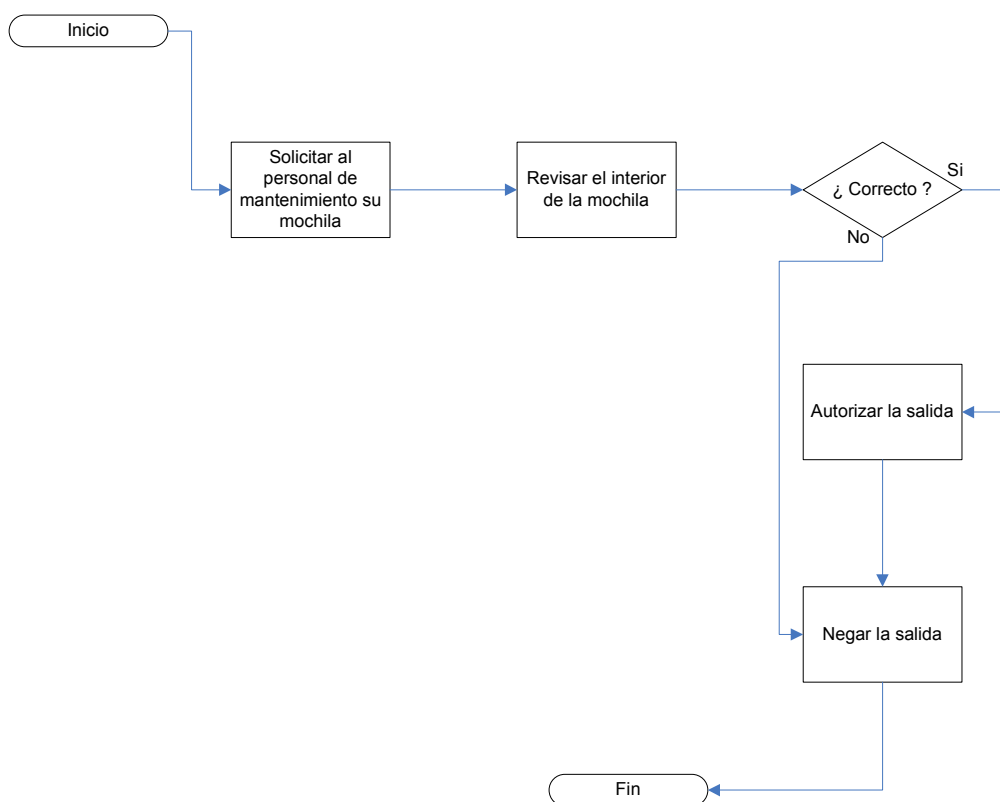 Inicio
Solicitar al
personal de
mantenimiento su
mochila
Revisar el interior
de la mochila
¿ Correcto ?
Si
No
Autorizar la salida
Negar la salida
Fin